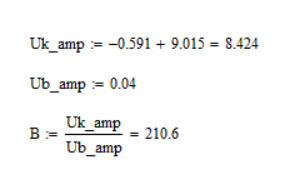 Uk_amp := −0.591 + 9.015 = 8.424
Ub_amp := 0.04
B := Uk_amp / Ub_amp = 210.6